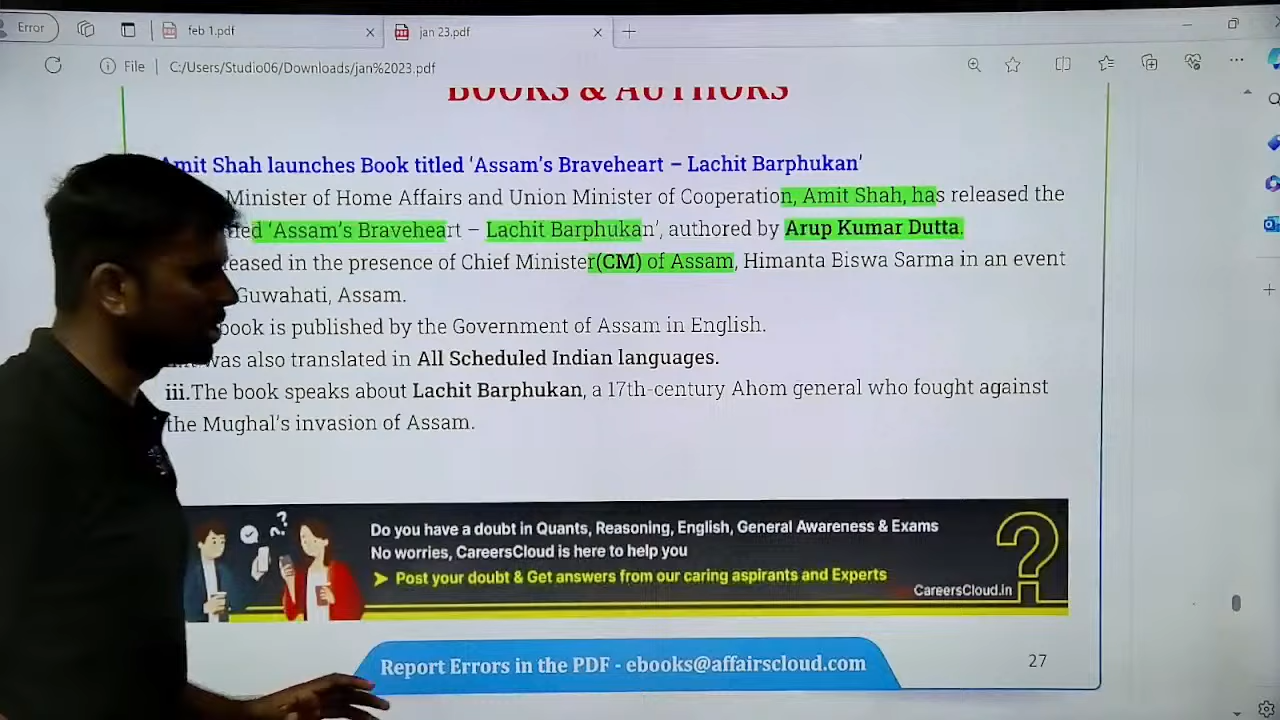 Error
feb 1.pdf
jan 23.pdf
File
C:/Users/Studio06/Downloads/jan%2023.pdf
BOOKS & AUTHORS
Amit Shah launches Book titled ‘Assam’s Braveheart – Lachit Barphukan’
Minister of Home Affairs and Union Minister of Cooperation, Amit Shah, has released the
‘Assam’s Braveheart – Lachit Barphukan’, authored by Arup Kumar Dutta.
in the presence of Chief Minister(CM) of Assam, Himanta Biswa Sarma in an event
Guwahati, Assam.
book is published by the Government of Assam in English.
was also translated in All Scheduled Indian languages.
iii.The book speaks about Lachit Barphukan, a 17th-century Ahom general who fought against
the Mughal’s invasion of Assam.
Do you have a doubt in Quants, Reasoning, English, General Awareness & Exams
No worries, CareersCloud is here to help you
➤ Post your doubt & Get answers from our caring aspirants and Experts
CareersCloud.in
Report Errors in the PDF - ebooks@affairscloud.com
27